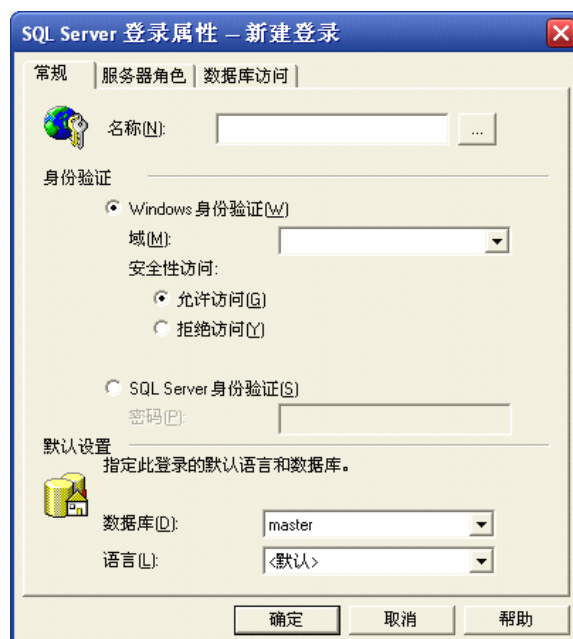 SQL Server 登录属性 – 新建登录
常规 服务器角色 数据库访问
名称(N): ...
身份验证
Windows 身份验证(W)
域(M):
安全性访问:
允许访问(G)
拒绝访问(Y)
SQL Server 身份验证(S)
密码(P):
默认设置
指定此登录的默认语言和数据库。
数据库(D): master
语言(L): <默认>
确定 取消 帮助